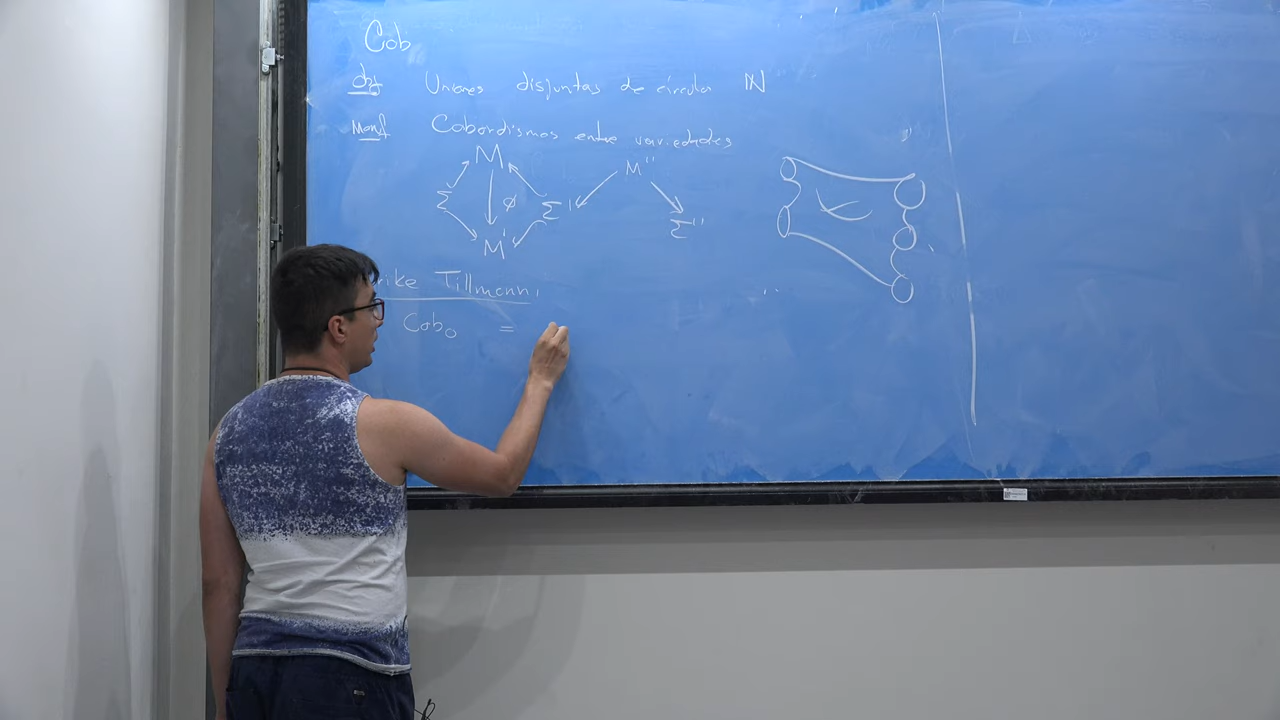 Cob
obj Uniones disjuntas de círculos ℕ
Morf Cobordismos entre variedades
M M''
Σ φ Σ' Σ''
M'
rike Tillmann,
Cob₀ =